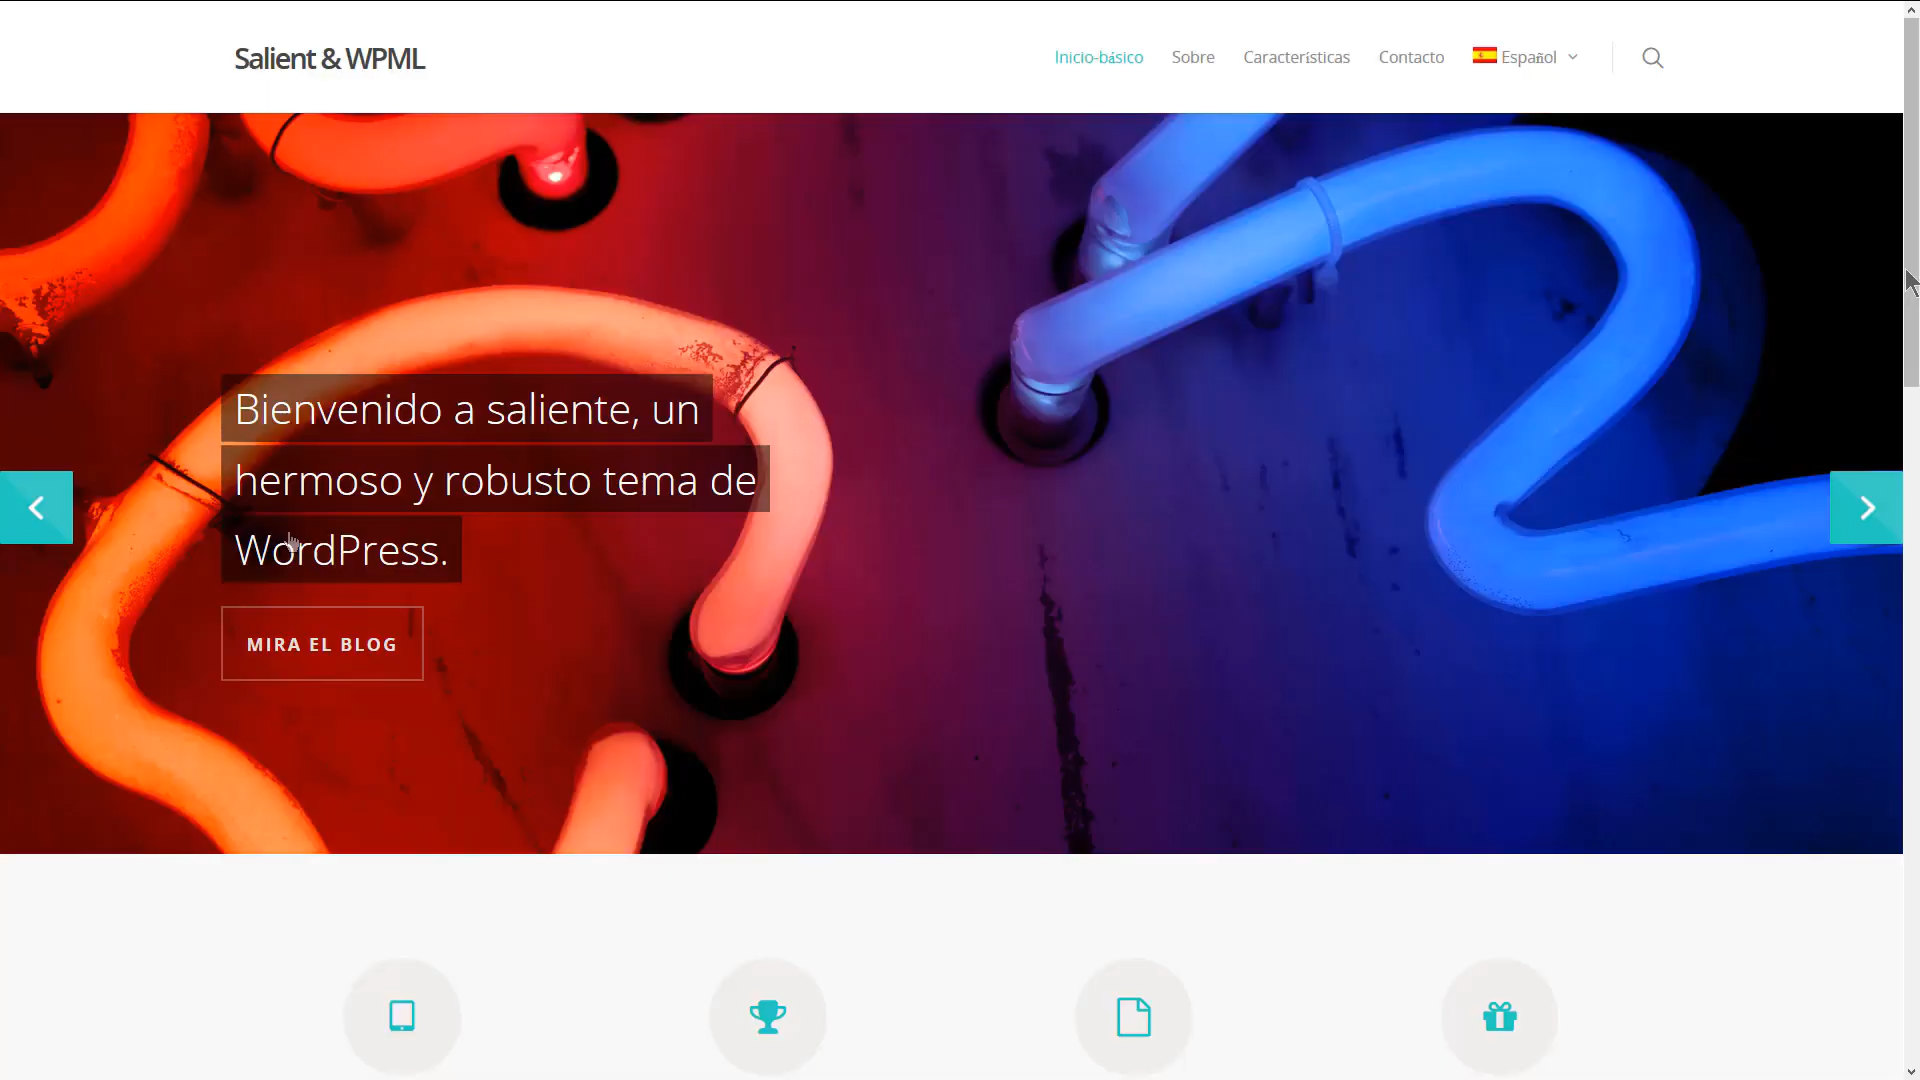 Salient & WPML
Inicio-básico Sobre Características Contacto Español
Bienvenido a saliente, un
hermoso y robusto tema de
WordPress.
MIRA EL BLOG